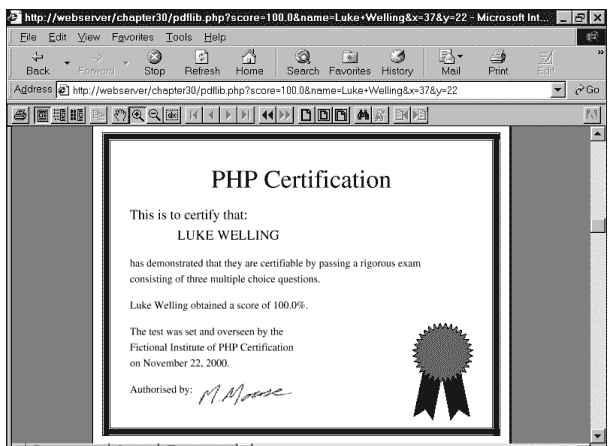 http://webserver/chapter30/pdflib.php?score=100.0&name=Luke+Welling&x=37&y=22 - Microsoft Int...
File Edit View Favorites Tools Help
Back Forward Stop Refresh Home Search Favorites History Mail Print Edit
Address http://webserver/chapter30/pdflib.php?score=100.0&name=Luke+Welling&x=37&y=22 Go
PHP Certification
This is to certify that:
LUKE WELLING
has demonstrated that they are certifiable by passing a rigorous exam
consisting of three multiple choice questions.
Luke Welling obtained a score of 100.0%.
The test was set and overseen by the
Fictional Institute of PHP Certification
on November 22, 2000.
Authorised by: M.Mouse